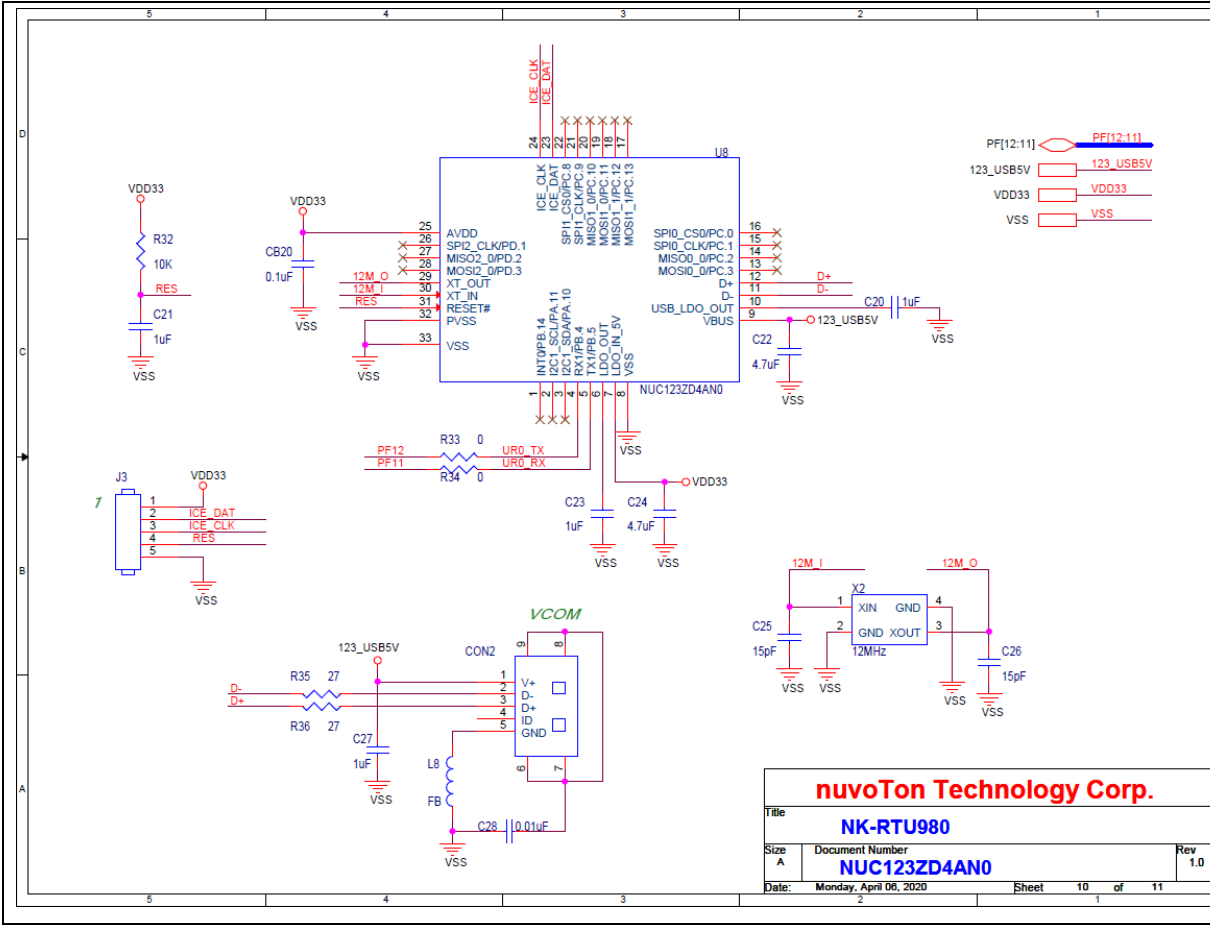 5 4 3 2 1
D
C
B
A
ICE_CLK
ICE_DAT
24
23
22
21
20
19
18
17
U8
ICE_CLK
ICE_DAT
SPI1_CS0/PC.8
SPI1_CLK/PC.9
MISO1_0/PC.10
MOSI1_0/PC.11
MISO1_1/PC.12
MOSI1_1/PC.13
PF[12:11] PF[12:11]
123_USB5V 123_USB5V
VDD33 VDD33
VSS VSS
VDD33
R32
10K
RES
C21
1uF
VSS
VDD33
CB20
0.1uF
VSS
12M_O
12M_I
RES
VSS
25 AVDD
26 SPI2_CLK/PD.1
27 MISO2_0/PD.2
28 MOSI2_0/PD.3
29 XT_OUT
30 XT_IN
31 RESET#
32 PVSS
33 VSS
SPI0_CS0/PC.0 16
SPI0_CLK/PC.1 15
MISO0_0/PC.2 14
MOSI0_0/PC.3 13
D+ 12 D+
D- 11 D-
USB_LDO_OUT 10
VBUS 9
C20 1uF
VSS
123_USB5V
C22
4.7uF
VSS
INT0/PB.14
I2C1_SCL/PA.11
I2C1_SDA/PA.10
RX1/PB.4
TX1/PB.5
LDO_OUT
LDO_IN_5V
VSS
NUC123ZD4AN0
1
2
3
4
5
6
7
8
VSS
PF12 R33 0 UR0_TX
PF11 R34 0 UR0_RX
VDD33
C23
1uF
VSS
C24
4.7uF
VSS
J3
1
VDD33
1
2 ICE_DAT
3 ICE_CLK
4 RES
5
VSS
VCOM
123_USB5V
CON2
9
8
R35 27
D-
D+
R36 27
1 V+
2 D-
3 D+
4 ID
5 GND
6
7
C27
1uF
VSS
L8
FB
C28 0.01uF
VSS
12M_I
12M_O
X2
1 XIN GND 4
2 GND XOUT 3
12MHz
C25
15pF
VSS
VSS
VSS
C26
15pF
VSS
nuvoTon Technology Corp.
Title
NK-RTU980
Size
A
Document Number
NUC123ZD4AN0
Rev
1.0
Date: Monday, April 06, 2020 Sheet 10 of 11
5 4 3 2 1